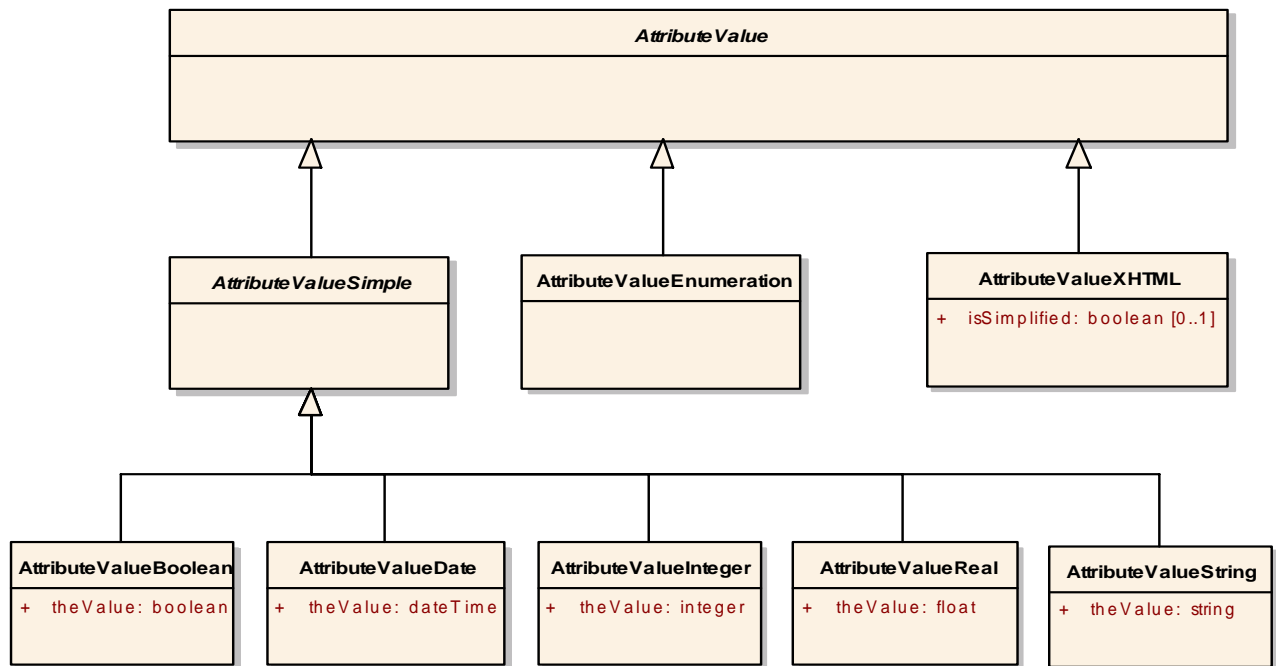 AttributeValue
AttributeValueSimple
AttributeValueEnumeration
AttributeValueXHTML
+ isSimplified: boolean [0..1]
AttributeValueBoolean
+ theValue: boolean
AttributeValueDate
+ theValue: dateTime
AttributeValueInteger
+ theValue: integer
AttributeValueReal
+ theValue: float
AttributeValueString
+ theValue: string